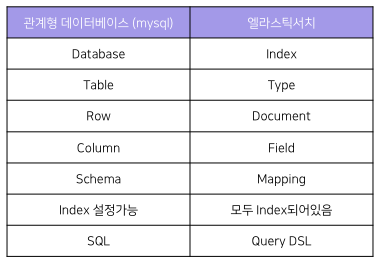 관계형 데이터베이스 (mysql) 엘라스틱서치
Database Index
Table Type
Row Document
Column Field
Schema Mapping
Index 설정가능 모두 Index되어있음
SQL Query DSL